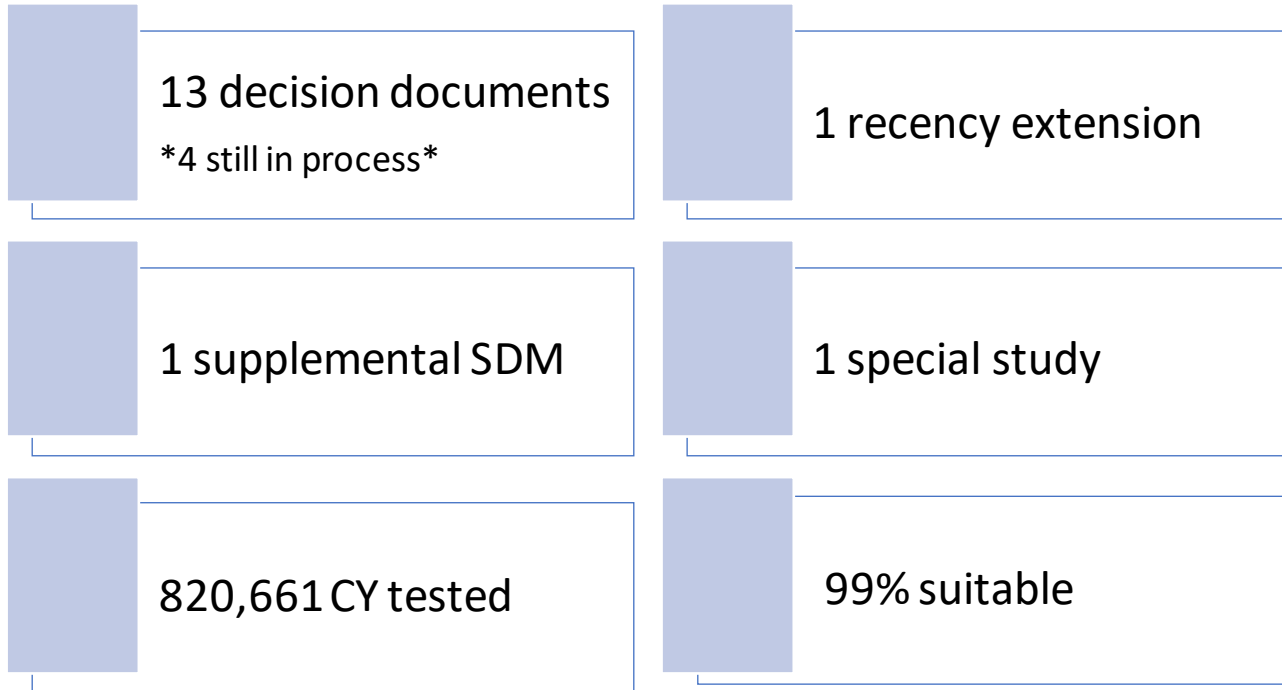 13 decision documents
*4 still in process*
1 recency extension
1 supplemental SDM
1 special study
820,661 CY tested
99% suitable